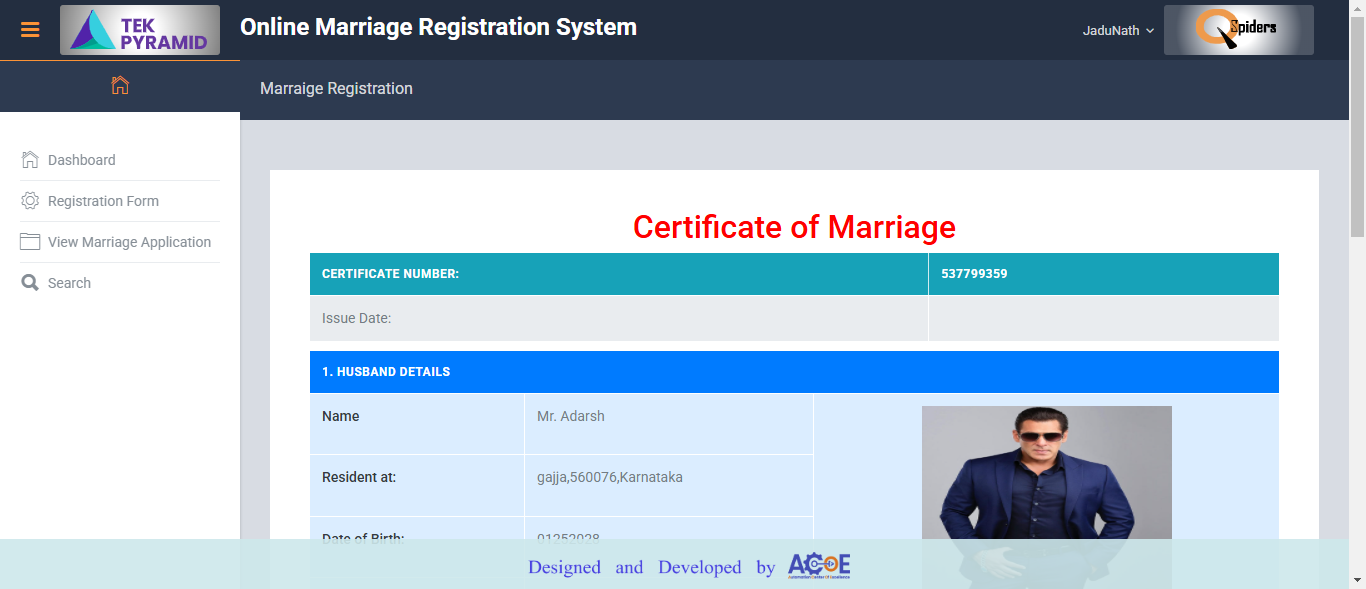 TEK
PYRAMID
Online Marriage Registration System
JaduNath
Spiders
Marraige Registration
Dashboard
Registration Form
View Marriage Application
Search
Certificate of Marriage
CERTIFICATE NUMBER: 537799359
Issue Date:
1. HUSBAND DETAILS
Name Mr. Adarsh
Resident at: gajja,560076,Karnataka
Date of Birth: 01252028
Designed and Developed by ACOE
Automation Center Of Excellence